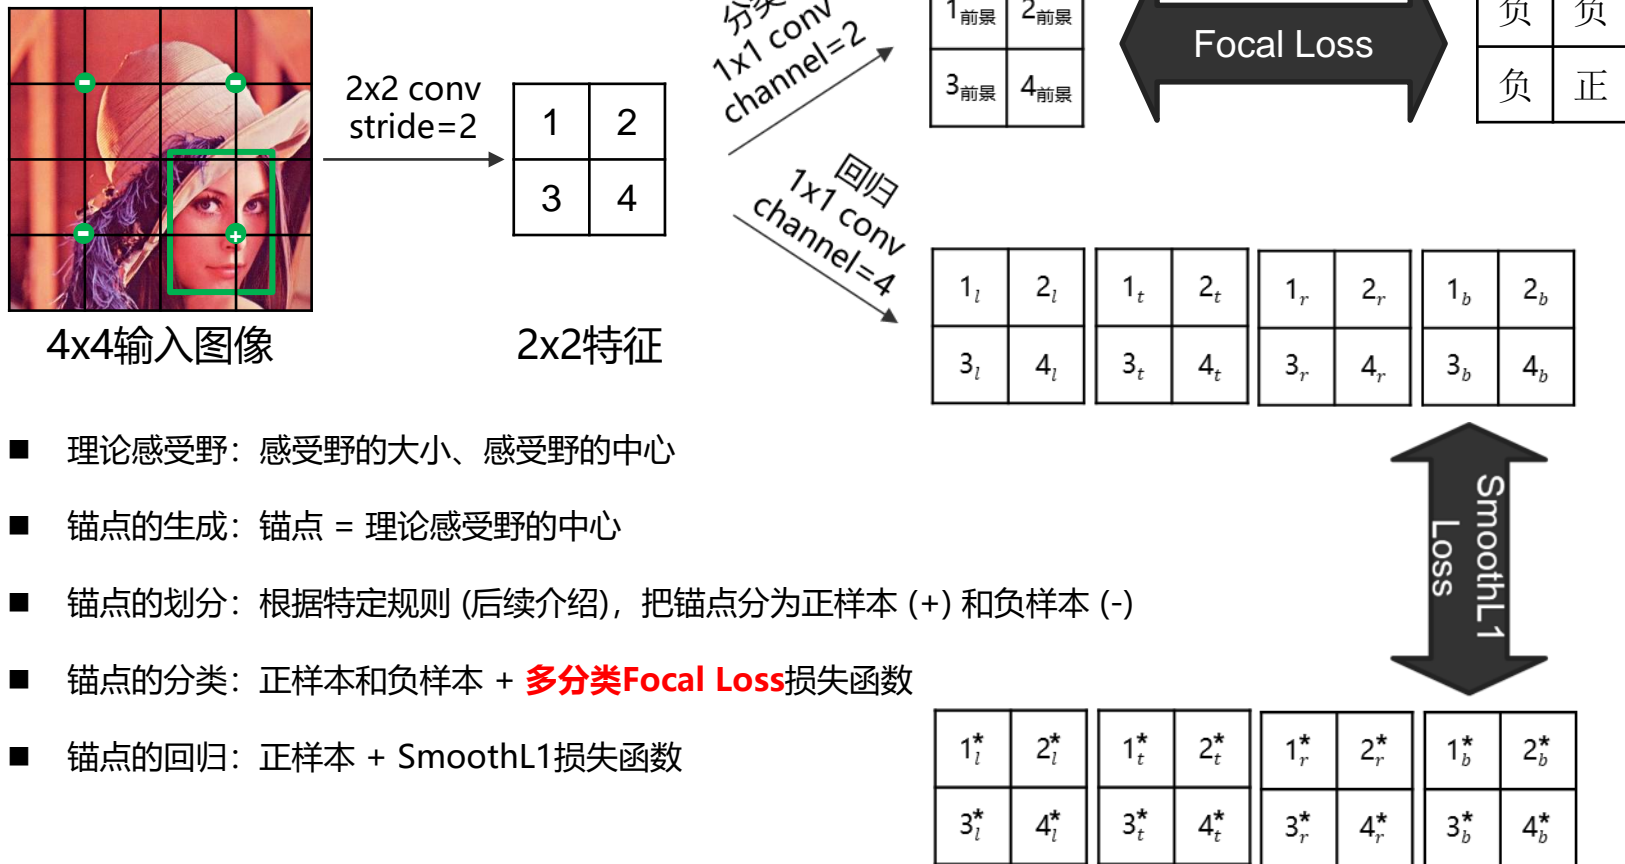 分类
1x1 conv
channel=2
1前景 2前景
3前景 4前景
Focal Loss
负 负
负 正
2x2 conv
stride=2
1 2
3 4
4x4输入图像
2x2特征
回归
1x1 conv
channel=4
1l 2l 1t 2t 1r 2r 1b 2b
3l 4l 3t 4t 3r 4r 3b 4b
SmoothL1
Loss
■ 理论感受野：感受野的大小、感受野的中心
■ 锚点的生成：锚点 = 理论感受野的中心
■ 锚点的划分：根据特定规则 (后续介绍)，把锚点分为正样本 (+) 和负样本 (-)
■ 锚点的分类：正样本和负样本 + 多分类Focal Loss损失函数
■ 锚点的回归：正样本 + SmoothL1损失函数
1*l 2*l 1*t 2*t 1*r 2*r 1*b 2*b
3*l 4*l 3*t 4*t 3*r 4*r 3*b 4*b